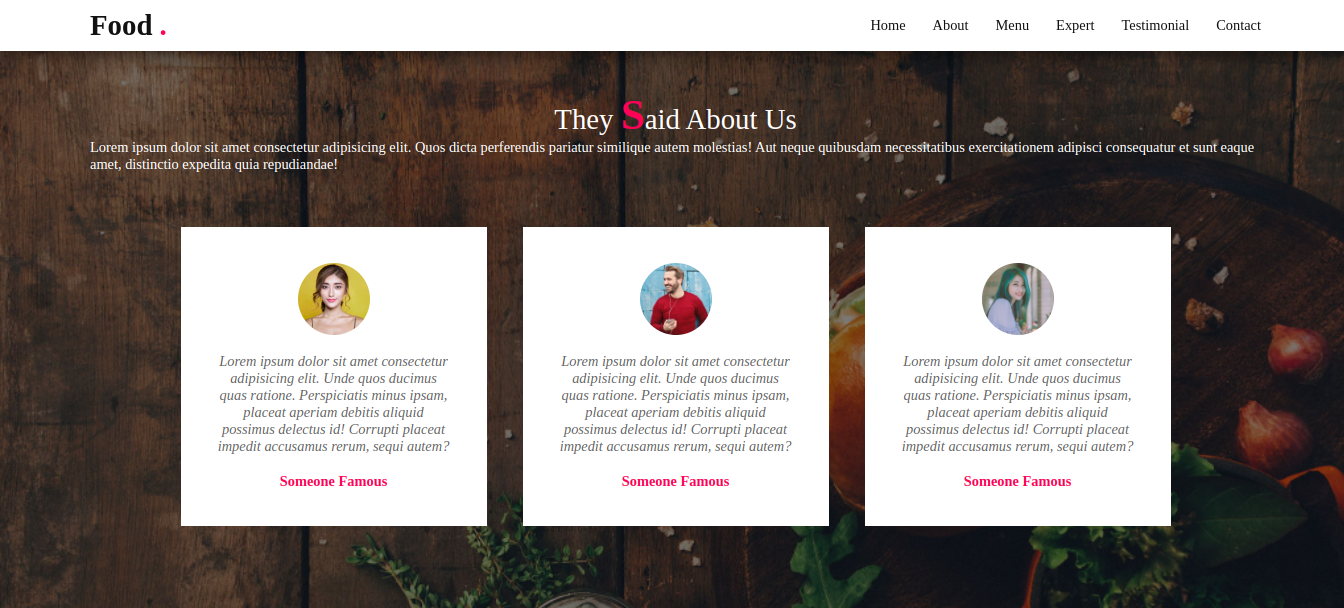 Food .
Home About Menu Expert Testimonial Contact
They Said About Us
Lorem ipsum dolor sit amet consectetur adipisicing elit. Quos dicta perferendis pariatur similique autem molestias! Aut neque quibusdam necessitatibus exercitationem adipisci consequatur et sunt eaque
amet, distinctio expedita quia repudiandae!
Lorem ipsum dolor sit amet consectetur
adipisicing elit. Unde quos ducimus
quas ratione. Perspiciatis minus ipsam,
placeat aperiam debitis aliquid
possimus delectus id! Corrupti placeat
impedit accusamus rerum, sequi autem?
Someone Famous
Lorem ipsum dolor sit amet consectetur
adipisicing elit. Unde quos ducimus
quas ratione. Perspiciatis minus ipsam,
placeat aperiam debitis aliquid
possimus delectus id! Corrupti placeat
impedit accusamus rerum, sequi autem?
Someone Famous
Lorem ipsum dolor sit amet consectetur
adipisicing elit. Unde quos ducimus
quas ratione. Perspiciatis minus ipsam,
placeat aperiam debitis aliquid
possimus delectus id! Corrupti placeat
impedit accusamus rerum, sequi autem?
Someone Famous